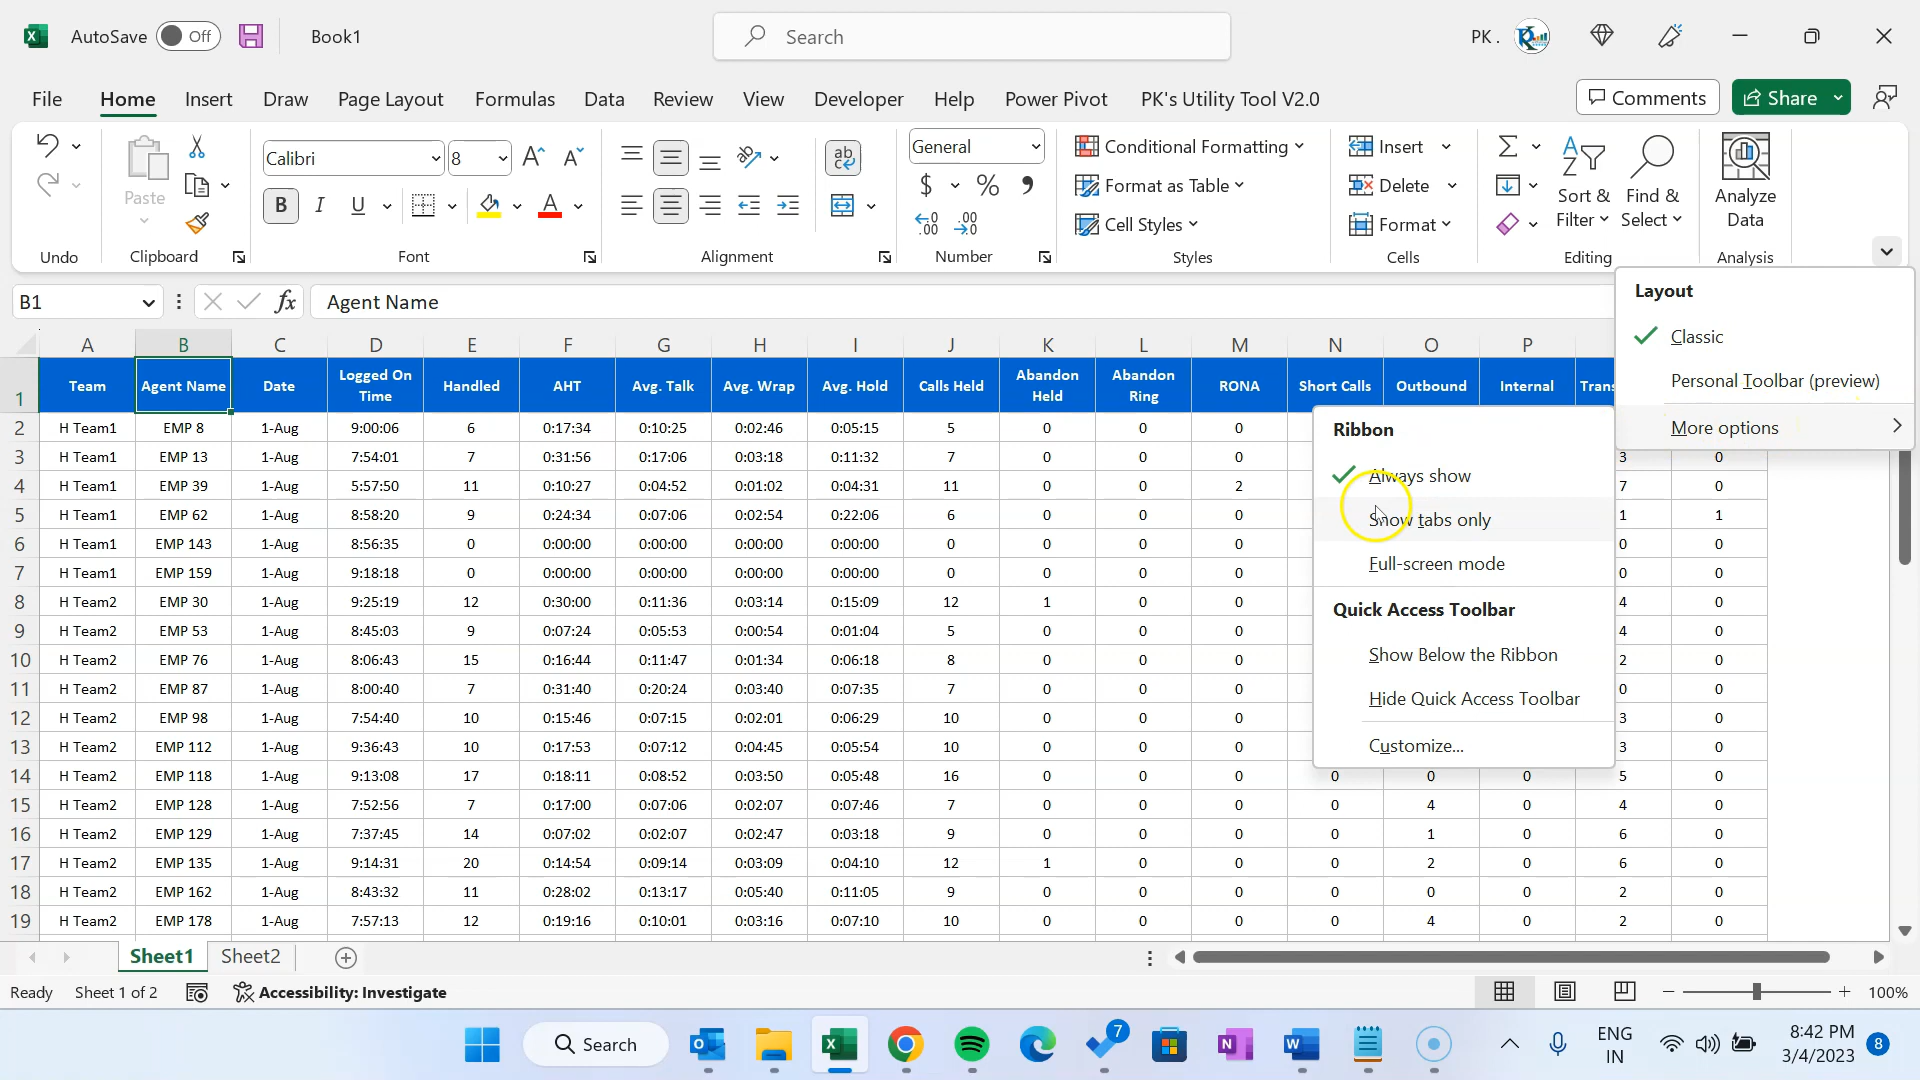 AutoSave Off Book1 Search PK .
File Home Insert Draw Page Layout Formulas Data Review View Developer Help Power Pivot PK's Utility Tool V2.0 Comments Share
Paste Calibri 8 General Conditional Formatting Insert Sort & Filter Find & Select Analyze Data
B I U $ % Format as Table Delete
Cell Styles Format
Undo Clipboard Font Alignment Number Styles Cells Editing Analysis
B1 fx Agent Name
Layout
Classic
Personal Toolbar (preview)
More options
Ribbon
Always show
Show tabs only
Full-screen mode
Quick Access Toolbar
Show Below the Ribbon
Hide Quick Access Toolbar
Customize...
A B C D E F G H I J K L M N O P
1 Team Agent Name Date Logged On Time Handled AHT Avg. Talk Avg. Wrap Avg. Hold Calls Held Abandon Held Abandon Ring RONA Short Calls Outbound Internal Trans
2 H Team1 EMP 8 1-Aug 9:00:06 6 0:17:34 0:10:25 0:02:46 0:05:15 5 0 0 0
3 H Team1 EMP 13 1-Aug 7:54:01 7 0:31:56 0:17:06 0:03:18 0:11:32 7 0 0 0 3 0
4 H Team1 EMP 39 1-Aug 5:57:50 11 0:10:27 0:04:52 0:01:02 0:04:31 11 0 0 2 7 0
5 H Team1 EMP 62 1-Aug 8:58:20 9 0:24:34 0:07:06 0:02:54 0:22:06 6 0 0 0 1 1
6 H Team1 EMP 143 1-Aug 8:56:35 0 0:00:00 0:00:00 0:00:00 0:00:00 0 0 0 0 0 0
7 H Team1 EMP 159 1-Aug 9:18:18 0 0:00:00 0:00:00 0:00:00 0:00:00 0 0 0 0 0 0
8 H Team2 EMP 30 1-Aug 9:25:19 12 0:30:00 0:11:36 0:03:14 0:15:09 12 1 0 0 4 0
9 H Team2 EMP 53 1-Aug 8:45:03 9 0:07:24 0:05:53 0:00:54 0:01:04 5 0 0 0 4 0
10 H Team2 EMP 76 1-Aug 8:06:43 15 0:16:44 0:11:47 0:01:34 0:06:18 8 0 0 0 2 0
11 H Team2 EMP 87 1-Aug 8:00:40 7 0:31:40 0:20:24 0:03:40 0:07:35 7 0 0 0 0 0
12 H Team2 EMP 98 1-Aug 7:54:40 10 0:15:46 0:07:15 0:02:01 0:06:29 10 0 0 0 3 0
13 H Team2 EMP 112 1-Aug 9:36:43 10 0:17:53 0:07:12 0:04:45 0:05:54 10 0 0 0 3 0
14 H Team2 EMP 118 1-Aug 9:13:08 17 0:18:11 0:08:52 0:03:50 0:05:48 16 0 0 0 0 0 0 5 0
15 H Team2 EMP 128 1-Aug 7:52:56 7 0:17:00 0:07:06 0:02:07 0:07:46 7 0 0 0 0 4 0 4 0
16 H Team2 EMP 129 1-Aug 7:37:45 14 0:07:02 0:02:07 0:02:47 0:03:18 9 0 0 0 0 1 0 6 0
17 H Team2 EMP 135 1-Aug 9:14:31 20 0:14:54 0:09:14 0:03:09 0:04:10 12 1 0 0 0 2 0 6 0
18 H Team2 EMP 162 1-Aug 8:43:32 11 0:28:02 0:13:17 0:05:40 0:11:05 9 0 0 0 0 0 0 2 0
19 H Team2 EMP 178 1-Aug 7:57:13 12 0:19:16 0:10:01 0:03:16 0:07:10 10 0 0 0 0 4 0 2 0
Sheet1 Sheet2
Ready Sheet 1 of 2 Accessibility: Investigate 100%
Search 7 ENG IN 8:42 PM 3/4/2023 8